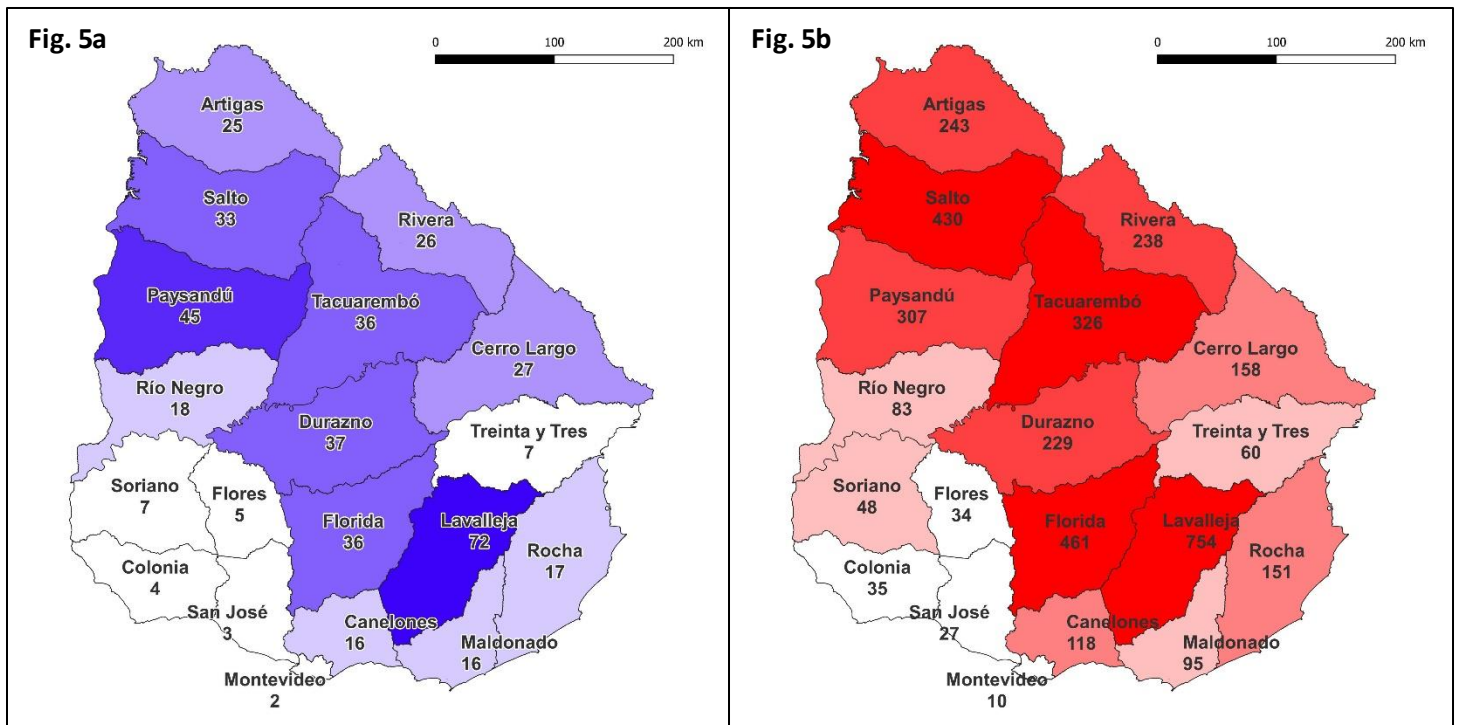 Fig. 5a
0 100 200 km
Artigas
25
Salto
33
Rivera
26
Paysandú
45
Tacuarembó
36
Cerro Largo
27
Río Negro
18
Durazno
37
Treinta y Tres
7
Soriano
7
Flores
5
Florida
36
Lavalleja
72
Rocha
17
Colonia
4
San José
3
Canelones
16
Maldonado
16
Montevideo
2
Fig. 5b
0 100 200 km
Artigas
243
Salto
430
Rivera
238
Paysandú
307
Tacuarembó
326
Cerro Largo
158
Río Negro
83
Durazno
229
Treinta y Tres
60
Soriano
48
Flores
34
Florida
461
Lavalleja
754
Rocha
151
Colonia
35
San José
27
Canelones
118
Maldonado
95
Montevideo
10